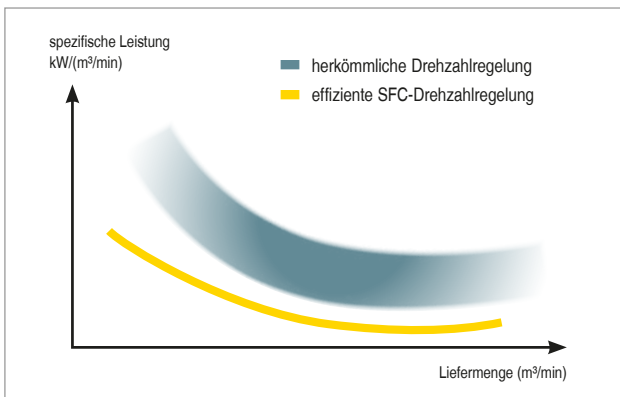 spezifische Leistung
kW/(m³/min)
herkömmliche Drehzahlregelung
effiziente SFC-Drehzahlregelung
Liefermenge (m³/min)